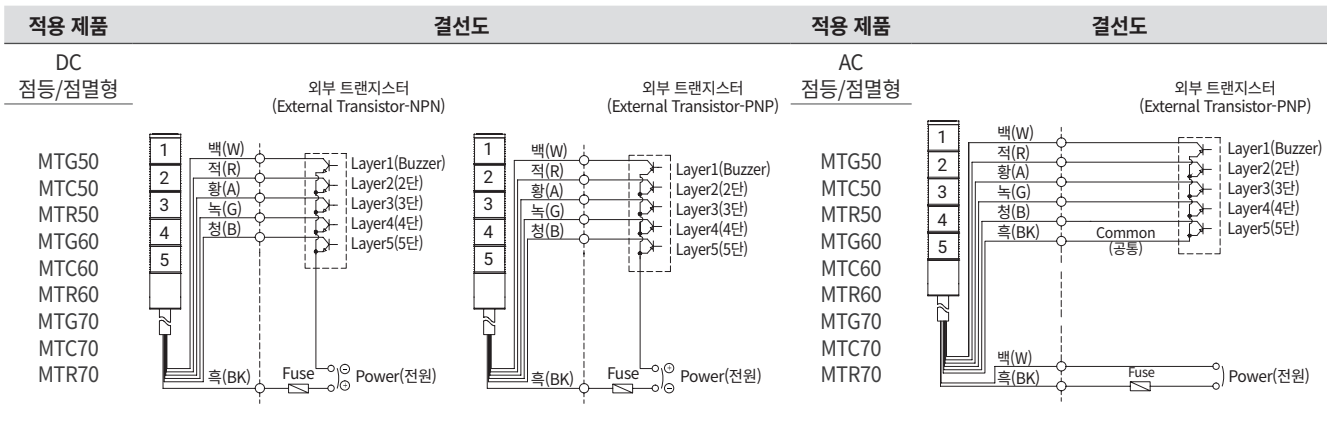 적용 제품 결선도 적용 제품 결선도
DC
점등/점멸형
MTG50
MTC50
MTR50
MTG60
MTC60
MTR60
MTG70
MTC70
MTR70
외부 트랜지스터
(External Transistor-NPN)
1
2
3
4
5
백(W)
적(R)
황(A)
녹(G)
청(B)
Layer1(Buzzer)
Layer2(2단)
Layer3(3단)
Layer4(4단)
Layer5(5단)
흑(BK)
Fuse
⊖
⊕
Power(전원)
외부 트랜지스터
(External Transistor-PNP)
1
2
3
4
5
백(W)
적(R)
황(A)
녹(G)
청(B)
Layer1(Buzzer)
Layer2(2단)
Layer3(3단)
Layer4(4단)
Layer5(5단)
흑(BK)
Fuse
⊕
⊖
Power(전원)
AC
점등/점멸형
MTG50
MTC50
MTR50
MTG60
MTC60
MTR60
MTG70
MTC70
MTR70
외부 트랜지스터
(External Transistor-PNP)
1
2
3
4
5
백(W)
적(R)
황(A)
녹(G)
청(B)
흑(BK)
Common
(공통)
Layer1(Buzzer)
Layer2(2단)
Layer3(3단)
Layer4(4단)
Layer5(5단)
백(W)
흑(BK)
Fuse
Power(전원)